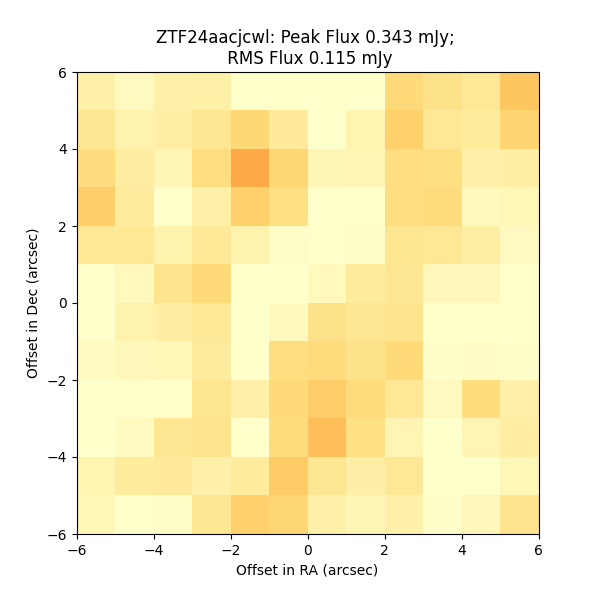 ZTF24aacjcwl: Peak Flux 0.343 mJy;
RMS Flux 0.115 mJy
6
4
2
0
−2
−4
−6
Offset in Dec (arcsec)
−6 −4 −2 0 2 4 6
Offset in RA (arcsec)